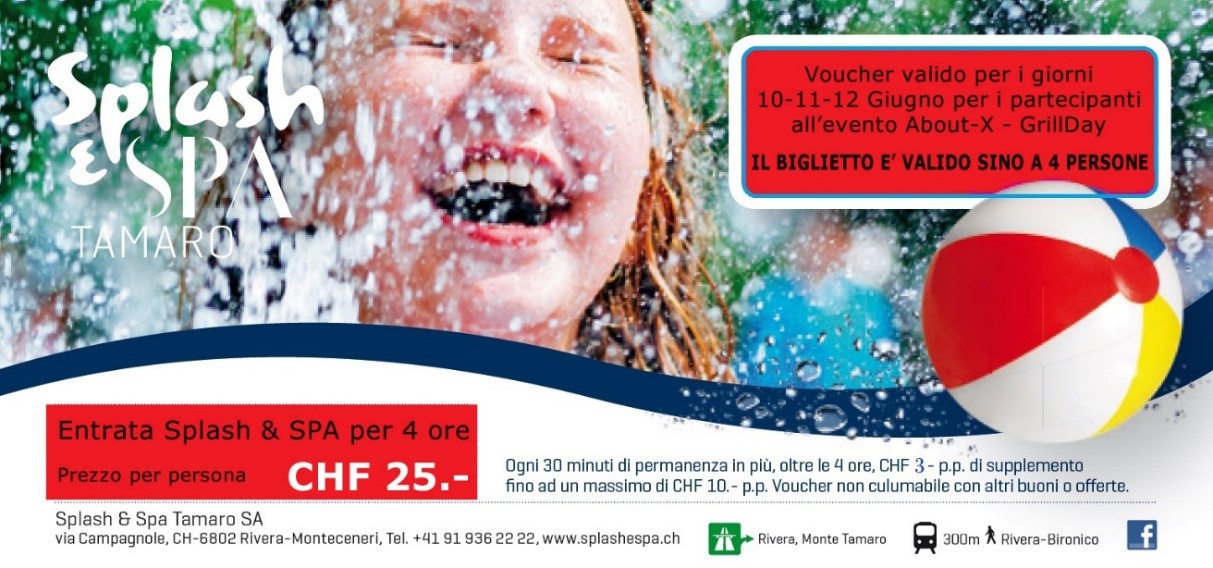 Splash
& SPA
TAMARO
Voucher valido per i giorni
10-11-12 Giugno per i partecipanti
all'evento About-X - GrillDay
IL BIGLIETTO E' VALIDO SINO A 4 PERSONE
Entrata Splash & SPA per 4 ore
Prezzo per persona CHF 25.-
Ogni 30 minuti di permanenza in più, oltre le 4 ore, CHF 3 - p.p. di supplemento
fino ad un massimo di CHF 10.- p.p. Voucher non culumabile con altri buoni o offerte.
Splash & Spa Tamaro SA
via Campagnole, CH-6802 Rivera-Monteceneri, Tel. +41 91 936 22 22, www.splashespa.ch
Rivera, Monte Tamaro
300m Rivera-Bironico
f